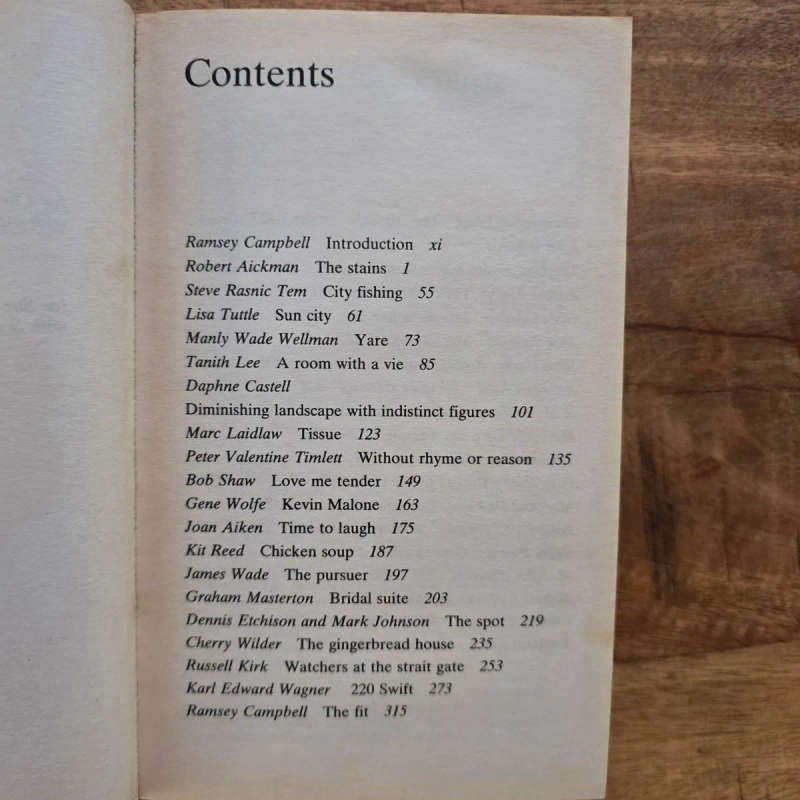 Contents
Ramsey Campbell Introduction xi
Robert Aickman The stains 1
Steve Rasnic Tem City fishing 55
Lisa Tuttle Sun city 61
Manly Wade Wellman Yare 73
Tanith Lee A room with a vie 85
Daphne Castell
Diminishing landscape with indistinct figures 101
Marc Laidlaw Tissue 123
Peter Valentine Timlett Without rhyme or reason 135
Bob Shaw Love me tender 149
Gene Wolfe Kevin Malone 163
Joan Aiken Time to laugh 175
Kit Reed Chicken soup 187
James Wade The pursuer 197
Graham Masterton Bridal suite 203
Dennis Etchison and Mark Johnson The spot 219
Cherry Wilder The gingerbread house 235
Russell Kirk Watchers at the strait gate 253
Karl Edward Wagner 220 Swift 273
Ramsey Campbell The fit 315